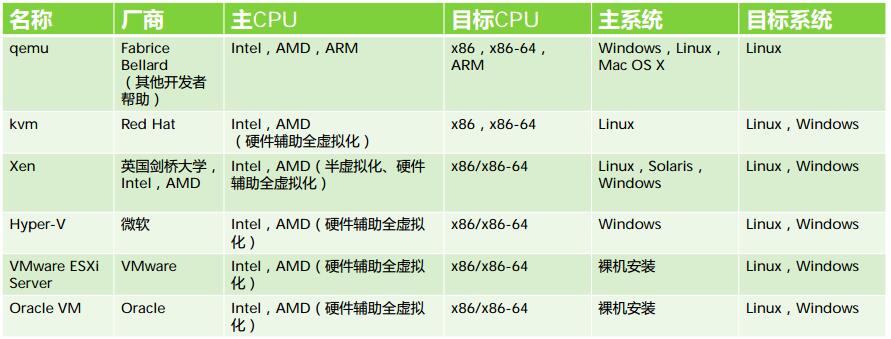 名称 厂商 主CPU 目标CPU 主系统 目标系统
qemu Fabrice Intel，AMD，ARM x86，x86-64， Windows，Linux， Linux
Bellard ARM Mac OS X
（其他开发者
帮助）
kvm Red Hat Intel，AMD x86，x86-64 Linux Linux，Windows
（硬件辅助全虚拟化）
Xen 英国剑桥大学， Intel，AMD（半虚拟化、硬件 x86/x86-64 Linux，Solaris， Linux，Windows
Intel，AMD 辅助全虚拟化） Windows
Hyper-V 微软 Intel，AMD（硬件辅助全虚拟 x86/x86-64 Windows Linux，Windows
化）
VMware ESXi VMware Intel，AMD（硬件辅助全虚拟 x86/x86-64 裸机安装 Linux，Windows
Server 化）
Oracle VM Oracle Intel，AMD（硬件辅助全虚拟 x86/x86-64 裸机安装 Linux，Windows
化）